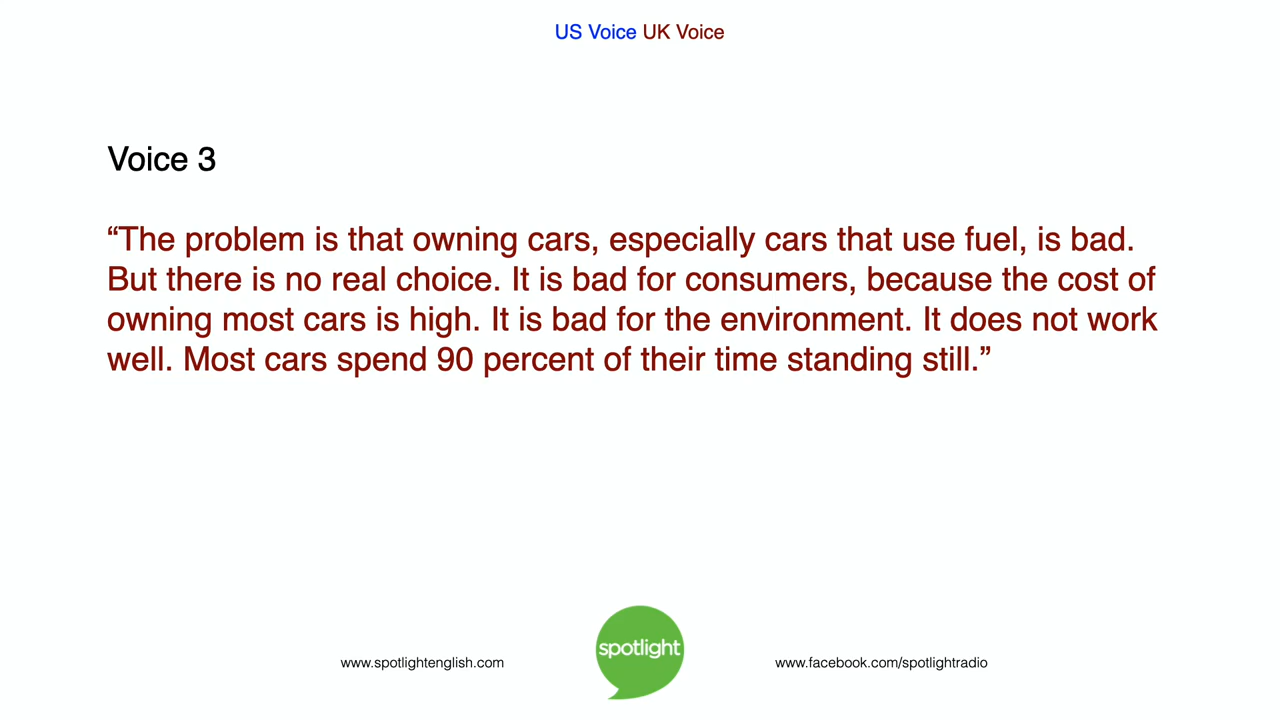 US Voice UK Voice
Voice 3
“The problem is that owning cars, especially cars that use fuel, is bad.
But there is no real choice. It is bad for consumers, because the cost of
owning most cars is high. It is bad for the environment. It does not work
well. Most cars spend 90 percent of their time standing still.”
www.spotlightenglish.com
spotlight
www.facebook.com/spotlightradio